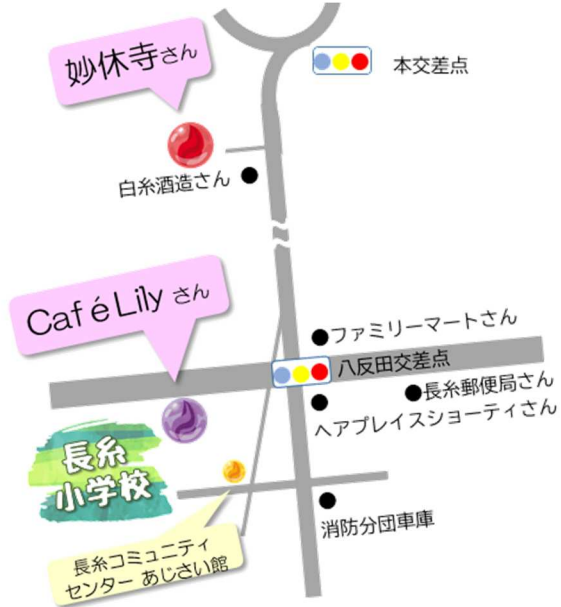 妙休寺さん
本交差点
白糸酒造さん
Café Lily さん
ファミリーマートさん
八反田交差点
長糸郵便局さん
ヘアプレイスショーティさん
長糸
小学校
消防分団車庫
長糸コミュニティ
センター あじさい館